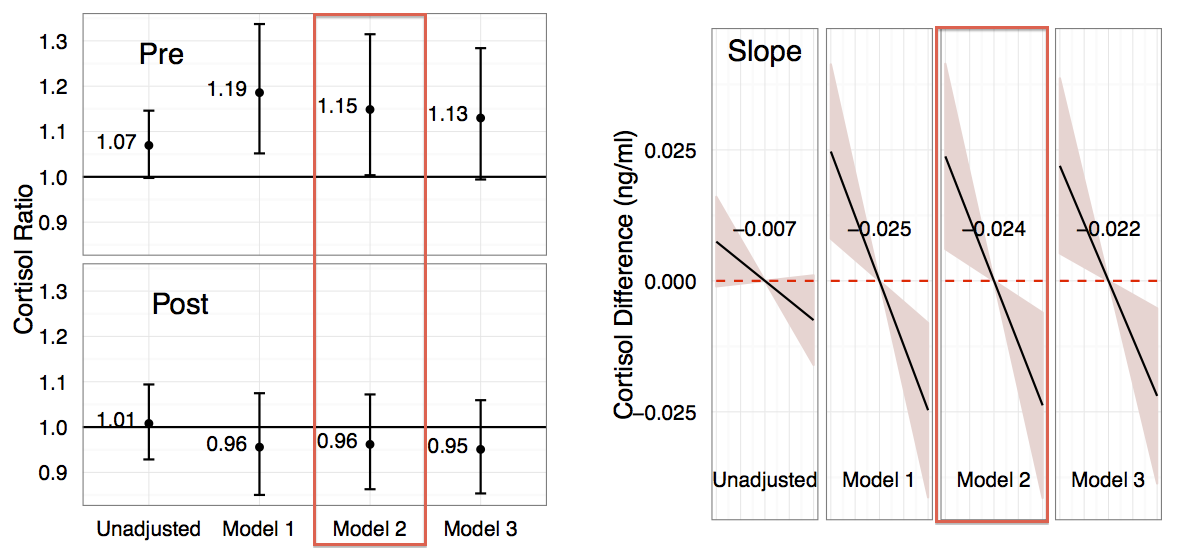 Cortisol Ratio
Pre
1.3
1.2
1.1
1.0
0.9
1.07
1.19
1.15
1.13
Post
1.3
1.2
1.1
1.0
0.9
1.01
0.96
0.96
0.95
Unadjusted Model 1 Model 2 Model 3
Cortisol Difference (ng/ml)
Slope
0.025
0.000
−0.025
−0.007 −0.025 −0.024 −0.022
Unadjusted Model 1 Model 2 Model 3